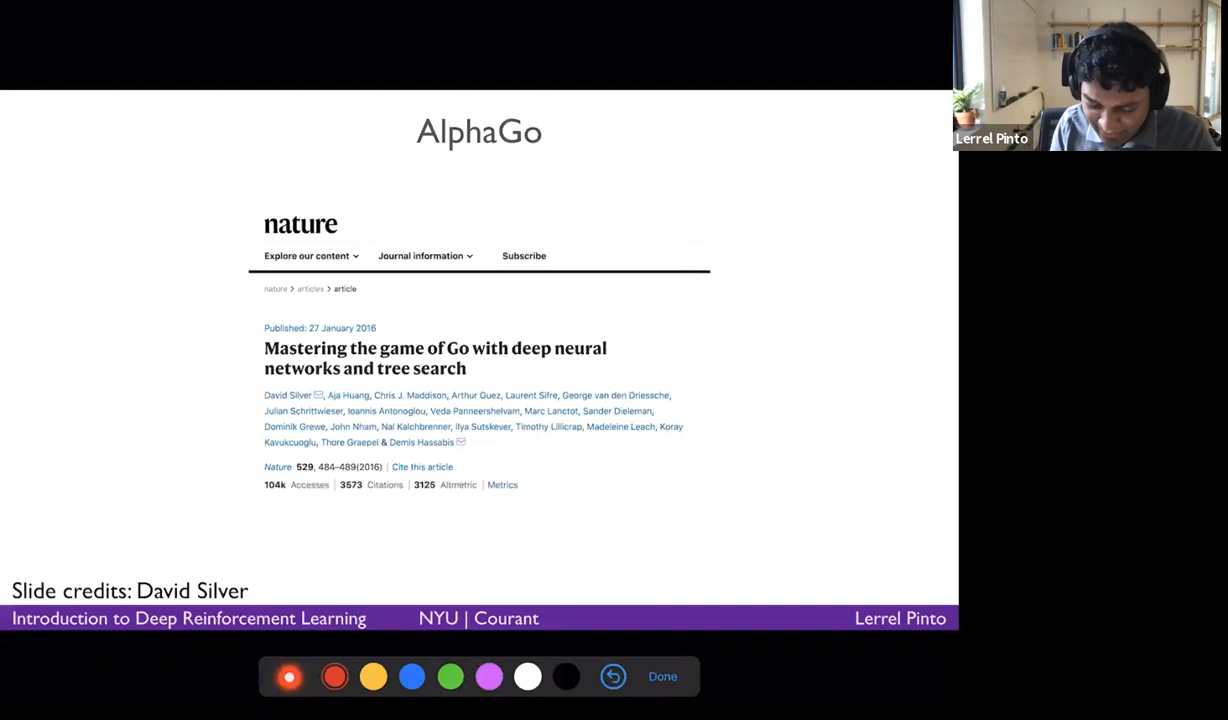 Lerrel Pinto
AlphaGo
nature
Explore our content Journal information Subscribe
nature > articles > article
Published: 27 January 2016
Mastering the game of Go with deep neural
networks and tree search
David Silver, Aja Huang, Chris J. Maddison, Arthur Guez, Laurent Sifre, George van den Driessche,
Julian Schrittwieser, Ioannis Antonoglou, Veda Panneershelvam, Marc Lanctot, Sander Dieleman,
Dominik Grewe, John Nham, Nal Kalchbrenner, Ilya Sutskever, Timothy Lillicrap, Madeleine Leach, Koray
Kavukcuoglu, Thore Graepel & Demis Hassabis
Nature 529, 484–489(2016) | Cite this article
104k Accesses | 3573 Citations | 3125 Altmetric | Metrics
Slide credits: David Silver
Introduction to Deep Reinforcement Learning NYU | Courant Lerrel Pinto
Done